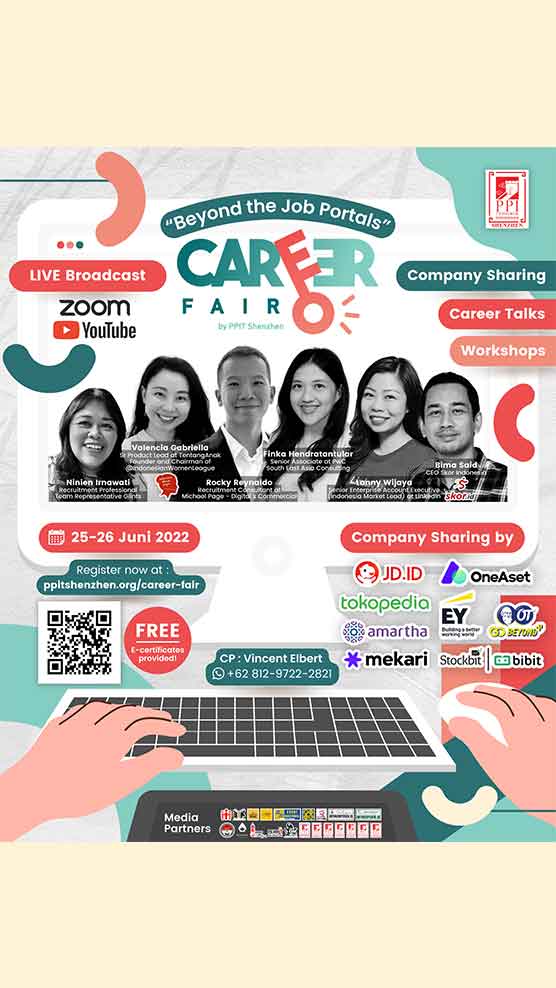 "Beyond the Job Portals"
CAREER
FAIR
by PPIT Shenzhen
PPI
SHENZHEN
LIVE Broadcast
zoom
YouTube
Company Sharing
Career Talks
Workshops
Valencia Gabriella
Sr Product Lead at TentangAnak
Founder and Chairman of
@IndonesianWomenLeague
Finka Hendratantular
Senior Associate at PWC
South East Asia Consulting
Bima Said
CEO Skor Indonesia
skor.id
Ninien Irnawati
Recruitment Professional
Team Representative Glints
Rocky Reynaldo
Recruitment Consultant of
Michael Page - Digital x Commercial
Lanny Wijaya
Senior Enterprise Account Executive
(Indonesia Market Lead) at LinkedIn
25-26 Juni 2022
Register now at :
ppitshenzhen.org/career-fair
FREE
E-certificates
provided!
Company Sharing by
JD.ID
OneAset
tokopedia
EY
Building a better
working world
OT
GO BEYOND
amartha
mekari
Stockbit
bibit
CP : Vincent Elbert
+62 812-9722-2821
Media
Partners